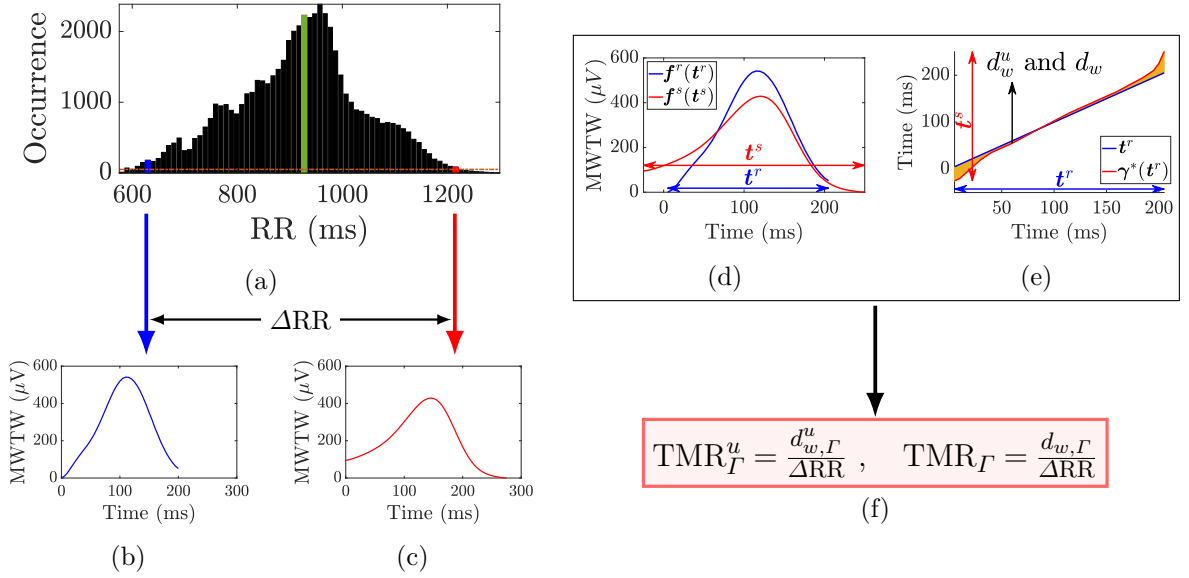 Occurrence
2000
1000
0
600 800 1000 1200
RR (ms)
(a)
ΔRR
MWTW (μV)
600
400
200
0
0 100 200 300
Time (ms)
(b)
MWTW (μV)
600
400
200
0
0 100 200 300
Time (ms)
(c)
MWTW (μV)
600
400
200
0
f^r(t^r)
f^s(t^s)
t^s
t^r
0 100 200
Time (ms)
(d)
Time (ms)
200
100
0
d_w^u and d_w
t^s
t^r
γ*(t^r)
t^r
50 100 150 200
Time (ms)
(e)
TMR_Γ^u = d_{w,Γ}^u / ΔRR , TMR_Γ = d_{w,Γ} / ΔRR
(f)